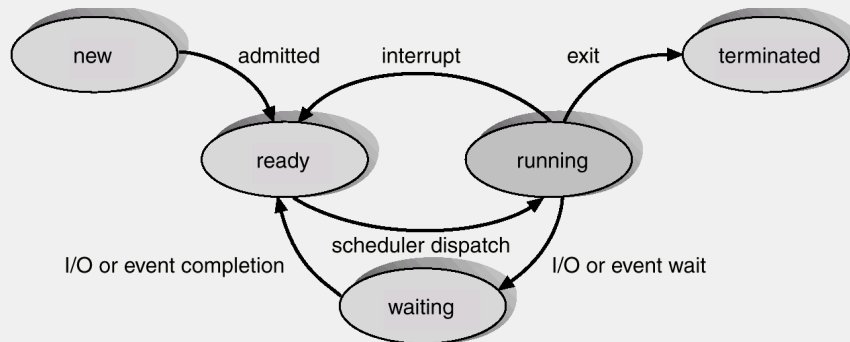 new
admitted
interrupt
exit
terminated
ready
running
scheduler dispatch
I/O or event completion
I/O or event wait
waiting